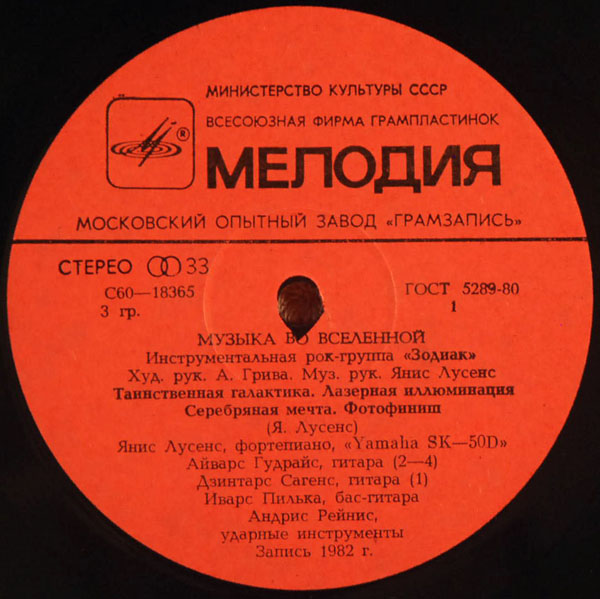 МИНИСТЕРСТВО КУЛЬТУРЫ СССР
ВСЕСОЮЗНАЯ ФИРМА ГРАМПЛАСТИНОК
®
МЕЛОДИЯ
МОСКОВСКИЙ ОПЫТНЫЙ ЗАВОД «ГРАМЗАПИСЬ»
СТЕРЕО 33
С60—18365 ГОСТ 5289-80
3 гр. 1
МУЗЫКА ВО ВСЕЛЕННОЙ
Инструментальная рок-группа «Зодиак»
Худ. рук. А. Грива. Муз. рук. Янис Лусенс
Таинственная галактика. Лазерная иллюминация
Серебряная мечта. Фотофиниш
(Я. Лусенс)
Янис Лусенс, фортепиано, «Yamaha SK—50D»
Айварс Гудрайс, гитара (2—4)
Дзинтарс Сагенс, гитара (1)
Иварс Пилька, бас-гитара
Андрис Рейнис,
ударные инструменты
Запись 1982 г.